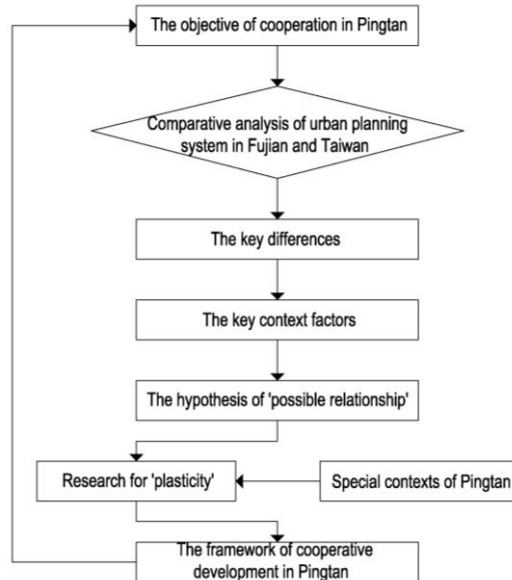 The objective of cooperation in Pingtan
Comparative analysis of urban planning
system in Fujian and Taiwan
The key differences
The key context factors
The hypothesis of 'possible relationship'
Research for 'plasticity'
Special contexts of Pingtan
The framework of cooperative
development in Pingtan